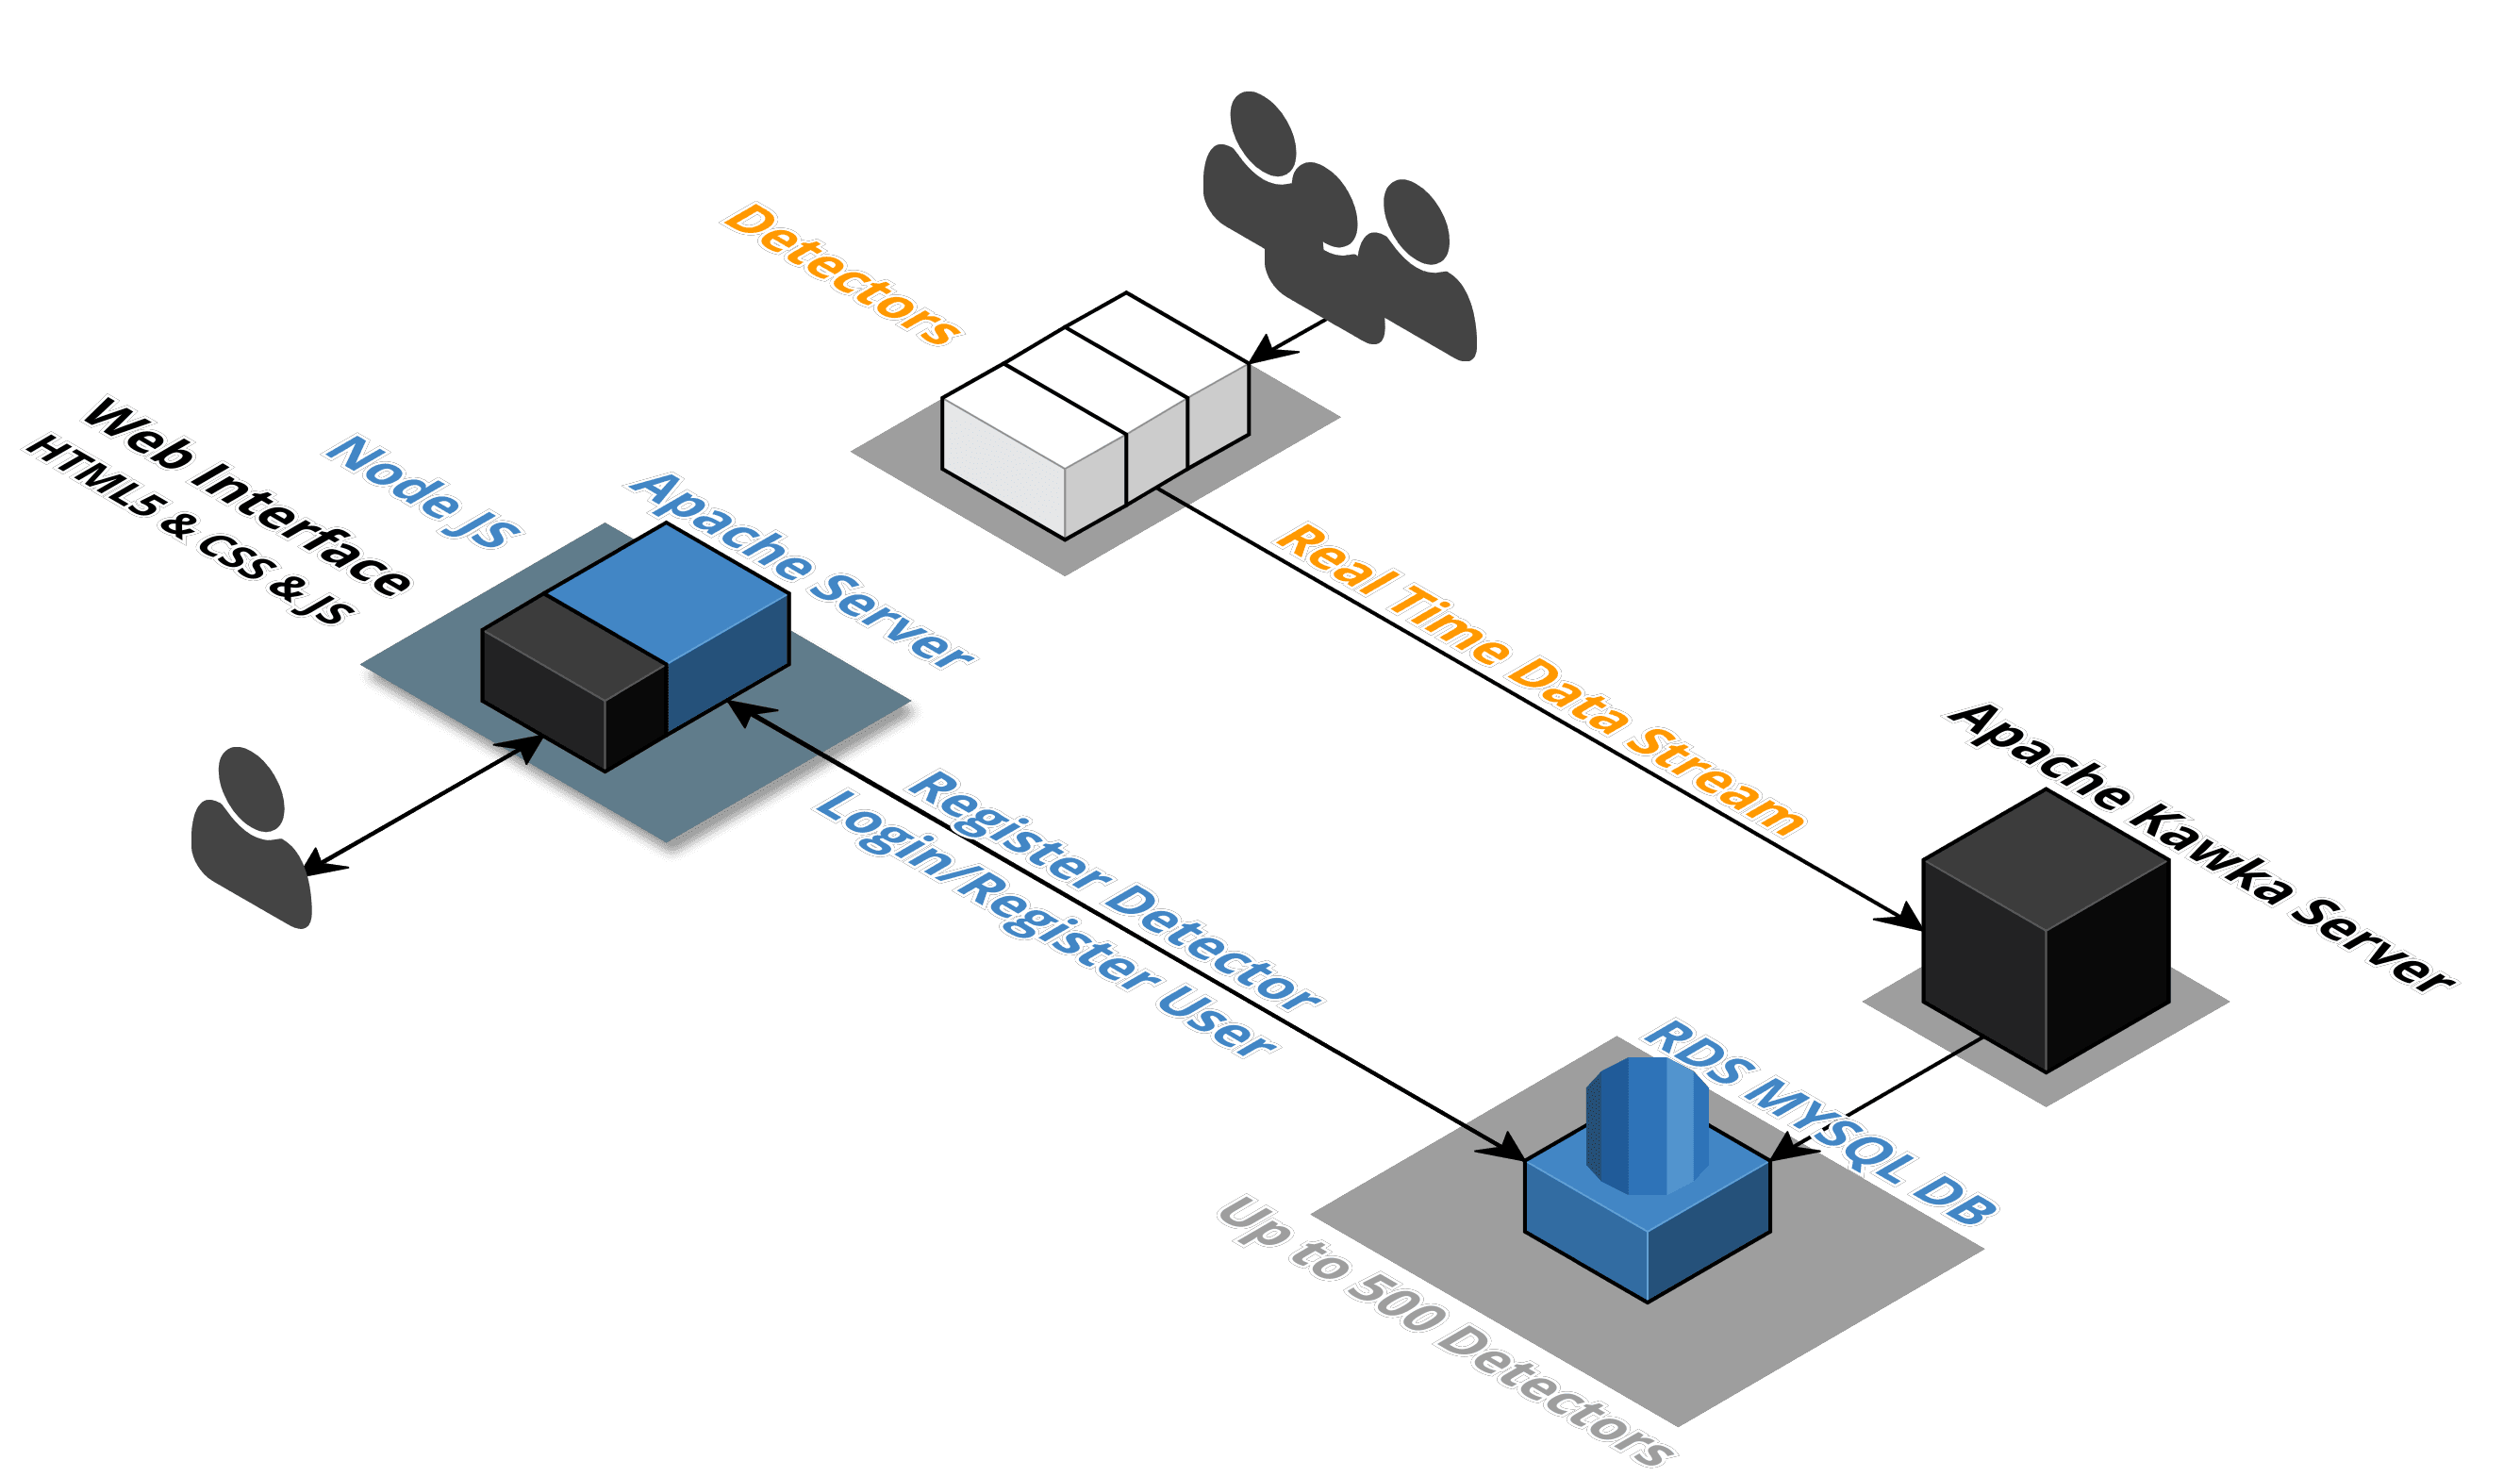 Detectors
Web Interface
HTML5 & CSS & JS
Node JS
Apache Server
Real Time Data Stream
Apache Kawka Server
Register Detector
Login/Register User
RDS MYSQL DB
Up to 500 Detectors